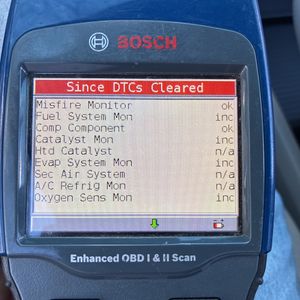 BOSCH
Since DTCs Cleared
Misfire Monitor ok
Fuel System Mon inc
Comp Component ok
Catalyst Mon inc
Htd Catalyst n/a
Evap System Mon inc
Sec Air System n/a
A/C Refrig Mon n/a
Oxygen Sens Mon inc
Enhanced OBD I & II Scan